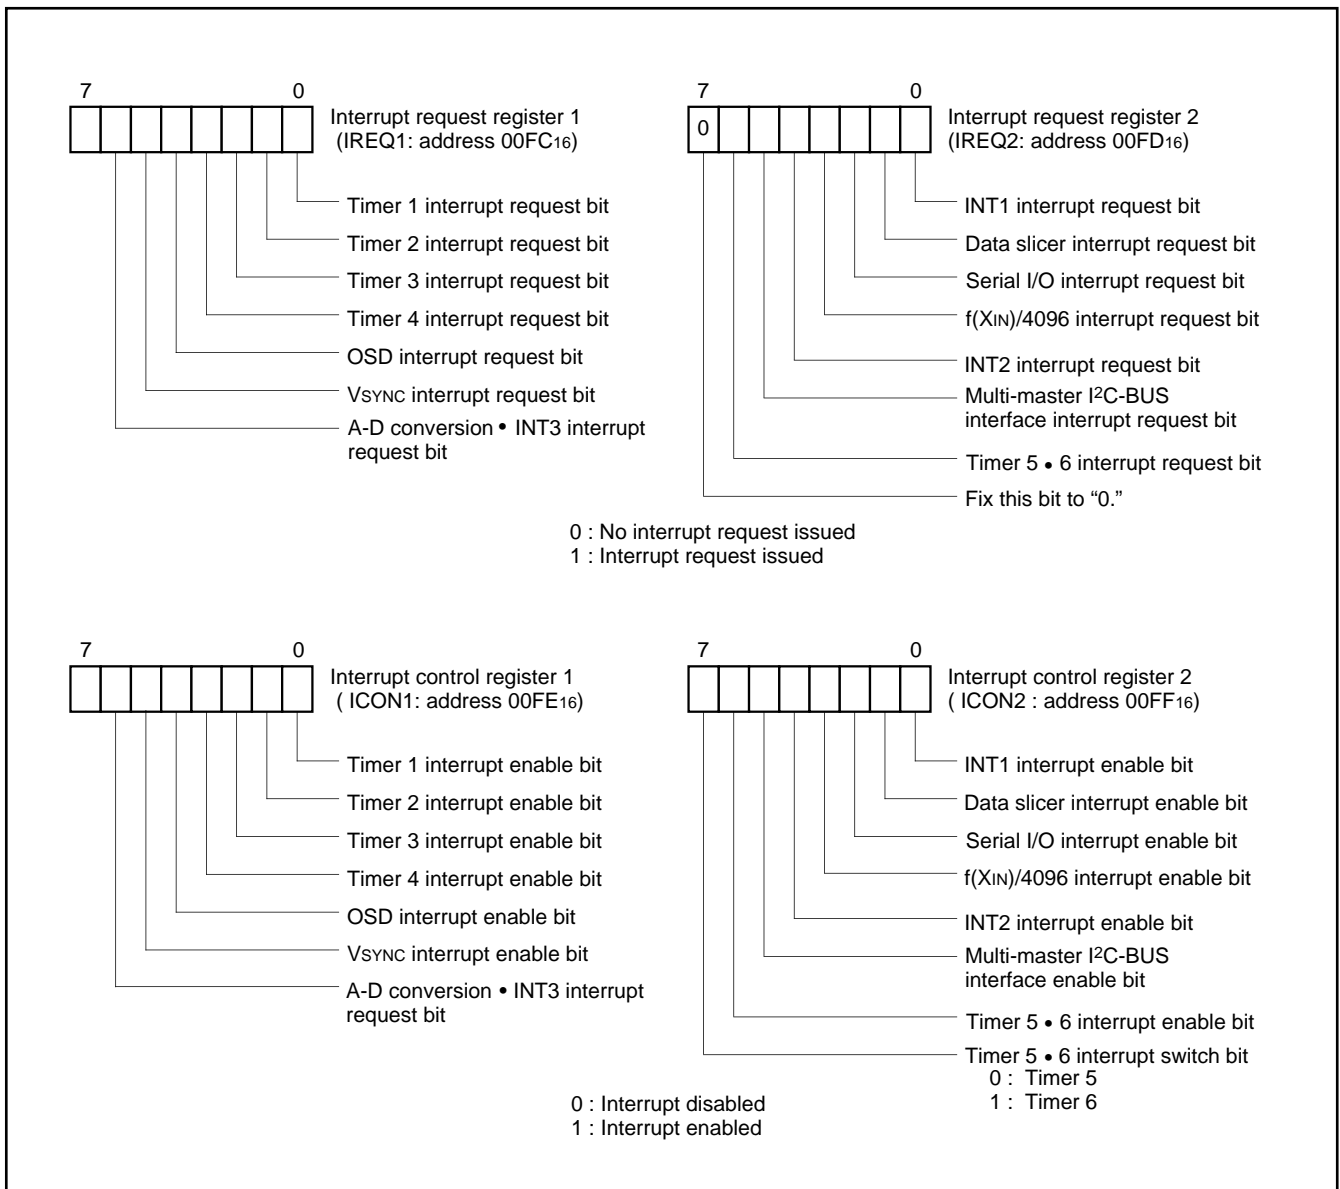 7 0
Interrupt request register 1
(IREQ1: address 00FC16)
Timer 1 interrupt request bit
Timer 2 interrupt request bit
Timer 3 interrupt request bit
Timer 4 interrupt request bit
OSD interrupt request bit
VSYNC interrupt request bit
A-D conversion • INT3 interrupt
request bit
7 0
0
Interrupt request register 2
(IREQ2: address 00FD16)
INT1 interrupt request bit
Data slicer interrupt request bit
Serial I/O interrupt request bit
f(XIN)/4096 interrupt request bit
INT2 interrupt request bit
Multi-master I2C-BUS
interface interrupt request bit
Timer 5 • 6 interrupt request bit
Fix this bit to “0.”
0 : No interrupt request issued
1 : Interrupt request issued
7 0
Interrupt control register 1
( ICON1: address 00FE16)
Timer 1 interrupt enable bit
Timer 2 interrupt enable bit
Timer 3 interrupt enable bit
Timer 4 interrupt enable bit
OSD interrupt enable bit
VSYNC interrupt enable bit
A-D conversion • INT3 interrupt
request bit
7 0
Interrupt control register 2
( ICON2 : address 00FF16)
INT1 interrupt enable bit
Data slicer interrupt enable bit
Serial I/O interrupt enable bit
f(XIN)/4096 interrupt enable bit
INT2 interrupt enable bit
Multi-master I2C-BUS
interface enable bit
Timer 5 • 6 interrupt enable bit
Timer 5 • 6 interrupt switch bit
0 : Timer 5
1 : Timer 6
0 : Interrupt disabled
1 : Interrupt enabled